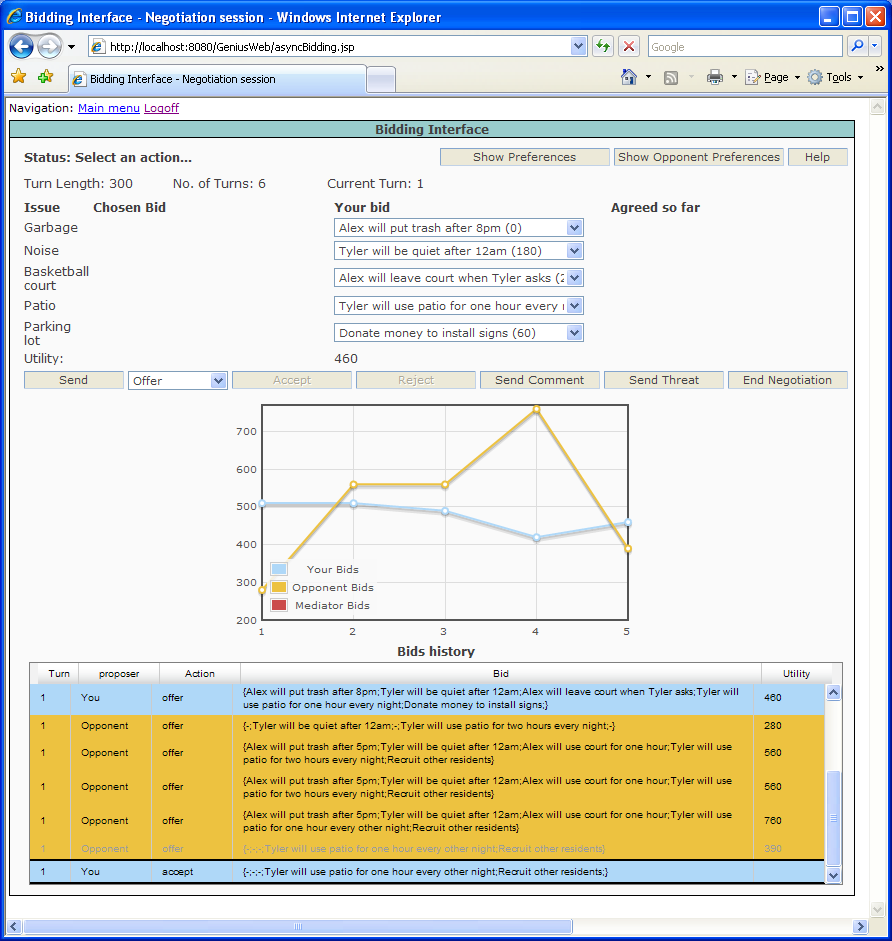 Bidding Interface - Negotiation session - Windows Internet Explorer
http://localhost:8080/GeniusWeb/asyncBidding.jsp
Google
Bidding Interface - Negotiation session
Page
Tools
»
Navigation: Main menu Logoff
Bidding Interface
Status: Select an action...
Show Preferences
Show Opponent Preferences
Help
Turn Length: 300 No. of Turns: 6 Current Turn: 1
Issue Chosen Bid Your bid Agreed so far
Garbage Alex will put trash after 8pm (0)
Noise Tyler will be quiet after 12am (180)
Basketball
court Alex will leave court when Tyler asks (2
Patio Tyler will use patio for one hour every
Parking
lot Donate money to install signs (60)
Utility: 460
Send Offer Accept Reject Send Comment Send Threat End Negotiation
700
600
500
400
300
200
Your Bids
Opponent Bids
Mediator Bids
1 2 3 4 5
Bids history
Turn proposer Action Bid Utility
1 You offer {Alex will put trash after 8pm;Tyler will be quiet after 12am;Alex will leave court when Tyler asks;Tyler will 460
use patio for one hour every night;Donate money to install signs;}
1 Opponent offer {-;Tyler will be quiet after 12am;-;Tyler will use patio for two hours every night;-} 280
1 Opponent offer {Alex will put trash after 5pm;Tyler will be quiet after 12am;Alex will use court for one hour;Tyler will use 560
patio for two hours every night;Recruit other residents}
1 Opponent offer {Alex will put trash after 5pm;Tyler will be quiet after 12am;Alex will use court for one hour;Tyler will use 560
patio for two hours every night;Recruit other residents}
1 Opponent offer {Alex will put trash after 5pm;Tyler will be quiet after 12am;Alex will use court for one hour;Tyler will use 760
patio for one hour every other night;Recruit other residents}
1 Opponent offer {-;-;-;Tyler will use patio for one hour every other night;Recruit other residents} 390
1 You accept {-;-;-;Tyler will use patio for one hour every other night;Recruit other residents;}